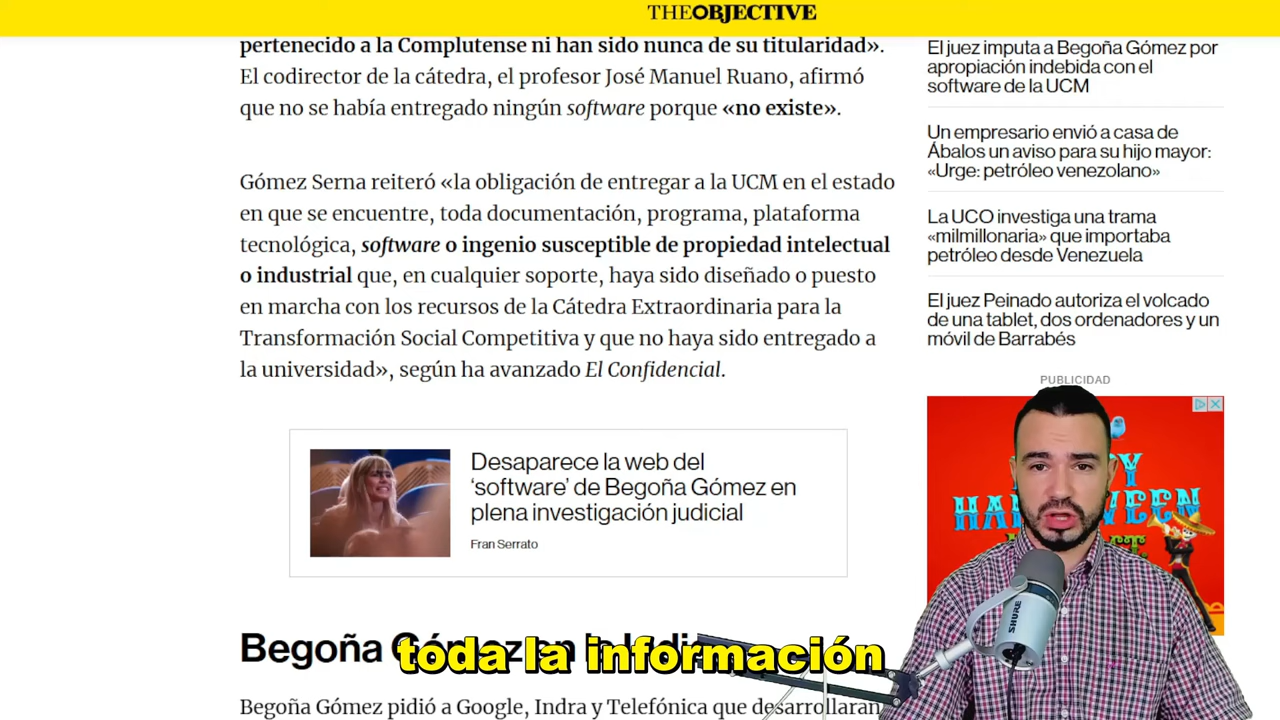 THEOBJECTIVE
pertenecido a la Complutense ni han sido nunca de su titularidad».
El codirector de la cátedra, el profesor José Manuel Ruano, afirmó
que no se había entregado ningún software porque «no existe».
Gómez Serna reiteró «la obligación de entregar a la UCM en el estado
en que se encuentre, toda documentación, programa, plataforma
tecnológica, software o ingenio susceptible de propiedad intelectual
o industrial que, en cualquier soporte, haya sido diseñado o puesto
en marcha con los recursos de la Cátedra Extraordinaria para la
Transformación Social Competitiva y que no haya sido entregado a
la universidad», según ha avanzado El Confidencial.
Desaparece la web del
‘software’ de Begoña Gómez en
plena investigación judicial
Fran Serrato
Begoña Gómez en
toda la información
Begoña Gómez pidió a Google, Indra y Telefónica que desarrollaran
El juez imputa a Begoña Gómez por
apropiación indebida con el
software de la UCM
Un empresario envió a casa de
Ábalos un aviso para su hijo mayor:
«Urge: petróleo venezolano»
La UCO investiga una trama
«milmillonaria» que importaba
petróleo desde Venezuela
El juez Peinado autoriza el volcado
de una tablet, dos ordenadores y un
móvil de Barrabés
PUBLICIDAD
SHURE